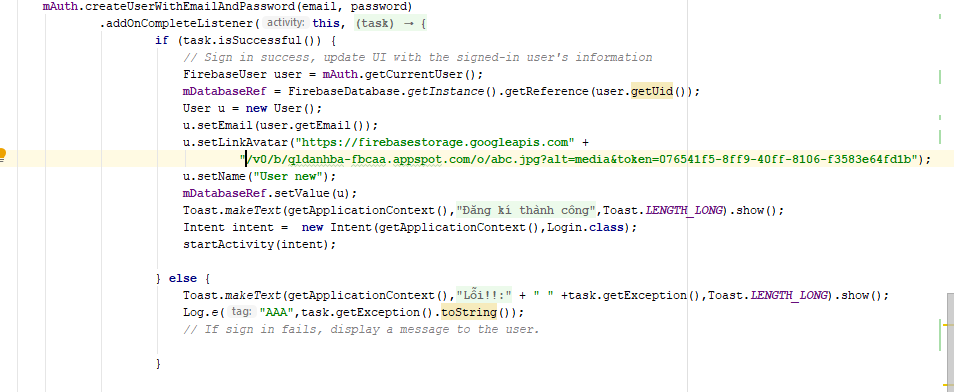 mAuth.createUserWithEmailAndPassword(email, password)
.addOnCompleteListener( activity: this, (task) → {
if (task.isSuccessful()) {
// Sign in success, update UI with the signed-in user's information
FirebaseUser user = mAuth.getCurrentUser();
mDatabaseRef = FirebaseDatabase.getInstance().getReference(user.getUid());
User u = new User();
u.setEmail(user.getEmail());
u.setLinkAvatar("https://firebasestorage.googleapis.com" +
"/v0/b/qldanhba-fbcaa.appspot.com/o/abc.jpg?alt=media&token=076541f5-8ff9-40ff-8106-f3583e64fd1b");
u.setName("User new");
mDatabaseRef.setValue(u);
Toast.makeText(getApplicationContext(),"Đăng kí thành công",Toast.LENGTH_LONG).show();
Intent intent =  new Intent(getApplicationContext(),Login.class);
startActivity(intent);
} else {
Toast.makeText(getApplicationContext(),"Lỗi!!:" + " " +task.getException(),Toast.LENGTH_LONG).show();
Log.e( tag: "AAA",task.getException().toString());
// If sign in fails, display a message to the user.
}